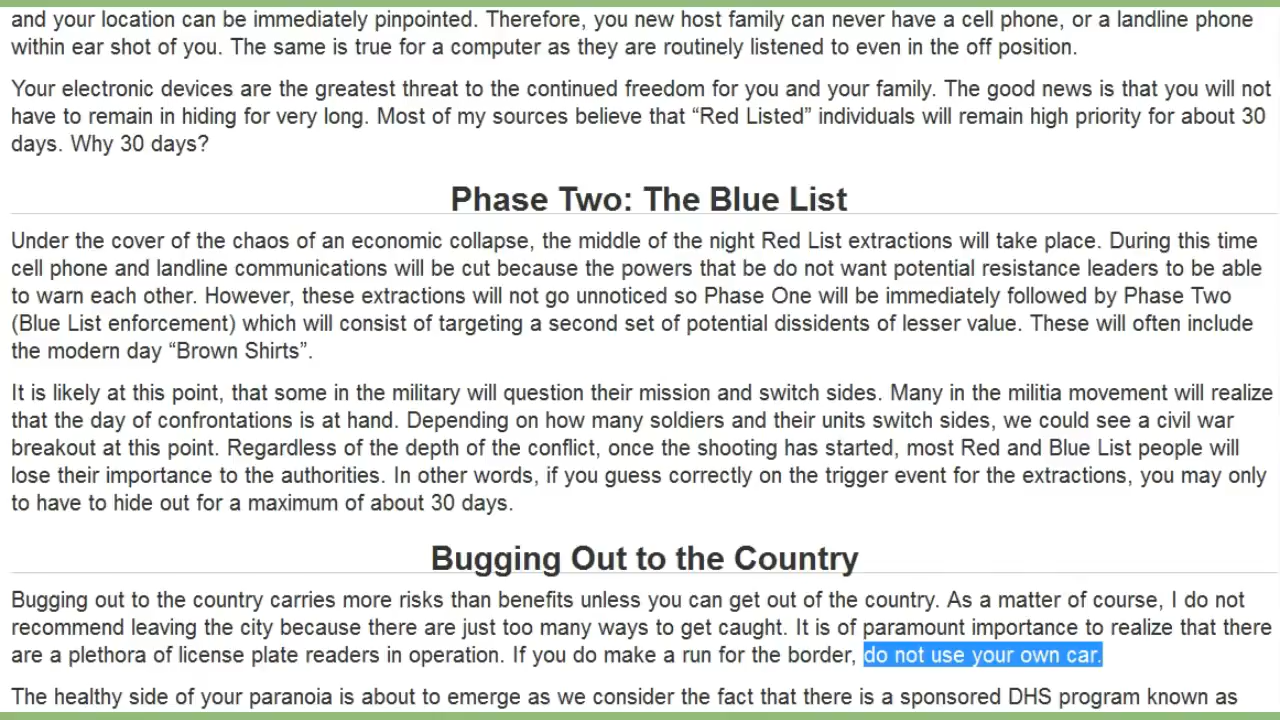 and your location can be immediately pinpointed. Therefore, you new host family can never have a cell phone, or a landline phone
within ear shot of you. The same is true for a computer as they are routinely listened to even in the off position.
Your electronic devices are the greatest threat to the continued freedom for you and your family. The good news is that you will not
have to remain in hiding for very long. Most of my sources believe that “Red Listed” individuals will remain high priority for about 30
days. Why 30 days?
Phase Two: The Blue List
Under the cover of the chaos of an economic collapse, the middle of the night Red List extractions will take place. During this time
cell phone and landline communications will be cut because the powers that be do not want potential resistance leaders to be able
to warn each other. However, these extractions will not go unnoticed so Phase One will be immediately followed by Phase Two
(Blue List enforcement) which will consist of targeting a second set of potential dissidents of lesser value. These will often include
the modern day “Brown Shirts”.
It is likely at this point, that some in the military will question their mission and switch sides. Many in the militia movement will realize
that the day of confrontations is at hand. Depending on how many soldiers and their units switch sides, we could see a civil war
breakout at this point. Regardless of the depth of the conflict, once the shooting has started, most Red and Blue List people will
lose their importance to the authorities. In other words, if you guess correctly on the trigger event for the extractions, you may only
to have to hide out for a maximum of about 30 days.
Bugging Out to the Country
Bugging out to the country carries more risks than benefits unless you can get out of the country. As a matter of course, I do not
recommend leaving the city because there are just too many ways to get caught. It is of paramount importance to realize that there
are a plethora of license plate readers in operation. If you do make a run for the border, do not use your own car.
The healthy side of your paranoia is about to emerge as we consider the fact that there is a sponsored DHS program known as